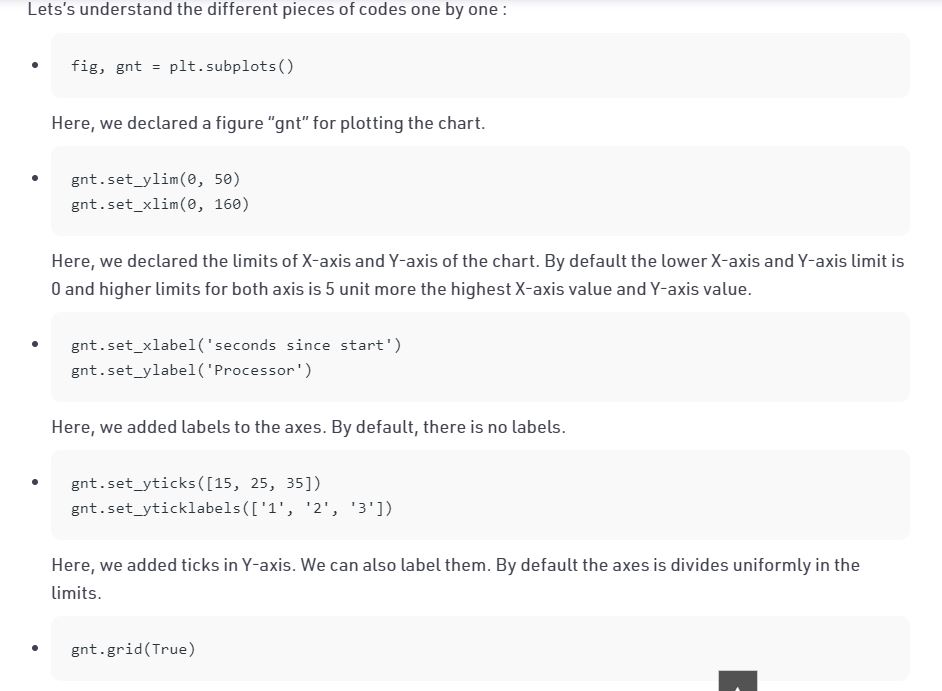 Lets’s understand the different pieces of codes one by one :
fig, gnt = plt.subplots()
Here, we declared a figure “gnt” for plotting the chart.
gnt.set_ylim(0, 50)
gnt.set_xlim(0, 160)
Here, we declared the limits of X-axis and Y-axis of the chart. By default the lower X-axis and Y-axis limit is
0 and higher limits for both axis is 5 unit more the highest X-axis value and Y-axis value.
gnt.set_xlabel('seconds since start')
gnt.set_ylabel('Processor')
Here, we added labels to the axes. By default, there is no labels.
gnt.set_yticks([15, 25, 35])
gnt.set_yticklabels(['1', '2', '3'])
Here, we added ticks in Y-axis. We can also label them. By default the axes is divides uniformly in the
limits.
gnt.grid(True)